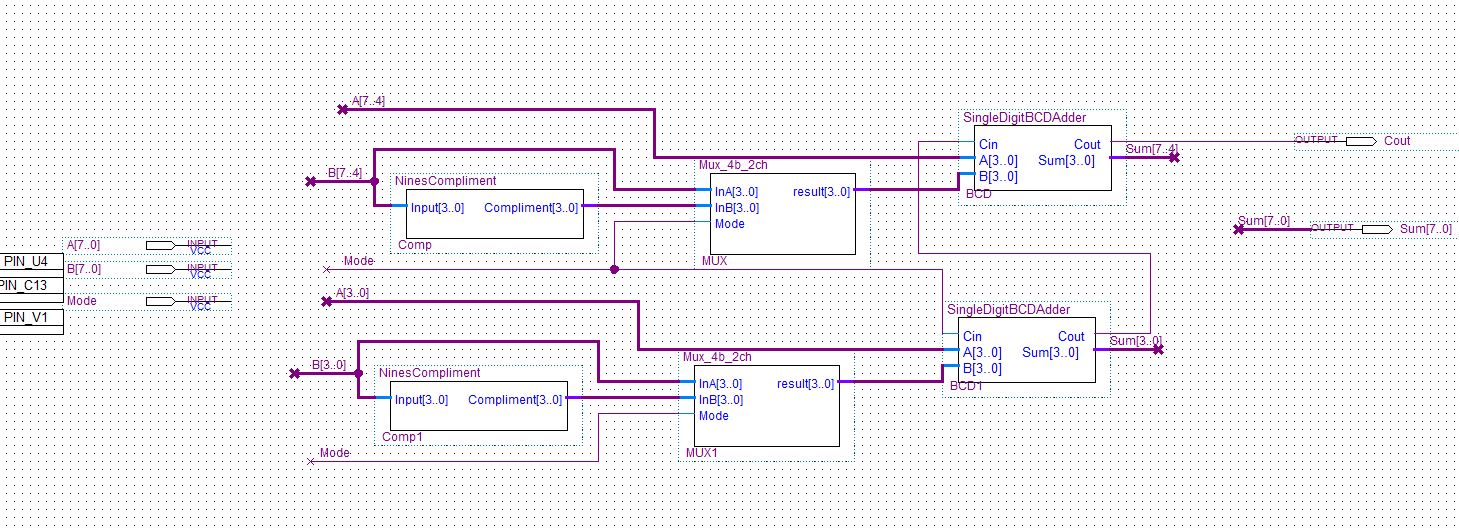 A[7..4]
SingleDigitBCDAdder
Cin
Cout
A[3..0]
Sum[3..0]
B[3..0]
BCD
Sum[7..4]
OUTPUT
Cout
B[7..4]
NinesCompliment
Input[3..0]
Compliment[3..0]
Comp
Mux_4b_2ch
InA[3..0]
result[3..0]
InB[3..0]
Mode
MUX
Sum[7..0]
OUTPUT
Sum[7..0]
A[7..0]
INPUT
VCC
PIN_U4
B[7..0]
INPUT
VCC
PIN_C13
Mode
INPUT
VCC
PIN_V1
Mode
A[3..0]
SingleDigitBCDAdder
Cin
Cout
A[3..0]
Sum[3..0]
B[3..0]
BCD1
Sum[3..0]
B[3..0]
NinesCompliment
Input[3..0]
Compliment[3..0]
Comp1
Mux_4b_2ch
InA[3..0]
result[3..0]
InB[3..0]
Mode
MUX1
Mode